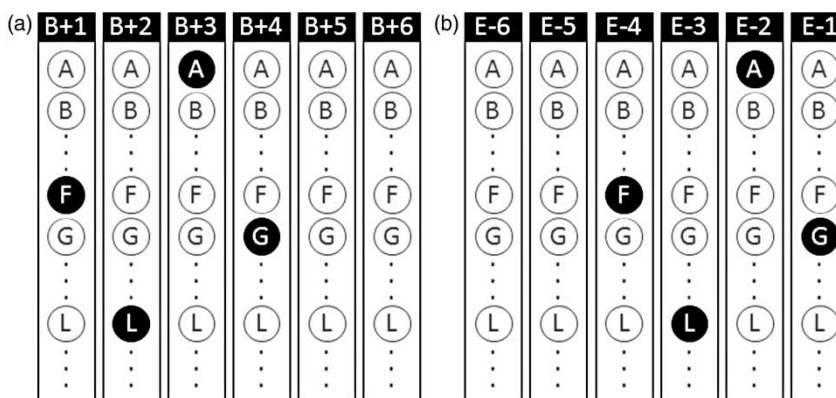 (a) B+1 B+2 B+3 B+4 B+5 B+6 (b) E-6 E-5 E-4 E-3 E-2 E-1
A A A A A A A A A A A A
B B B B B B B B B B B B
F F F F F F F F F F F F
G G G G G G G G G G G G
L L L L L L L L L L L L